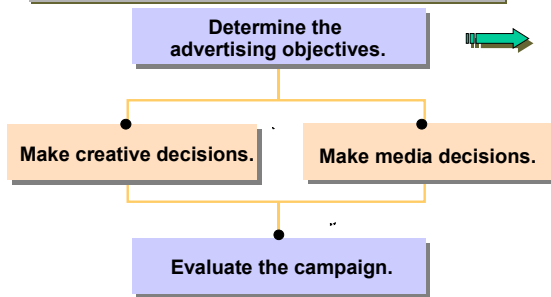 Determine the
advertising objectives.
Make creative decisions.
Make media decisions.
Evaluate the campaign.